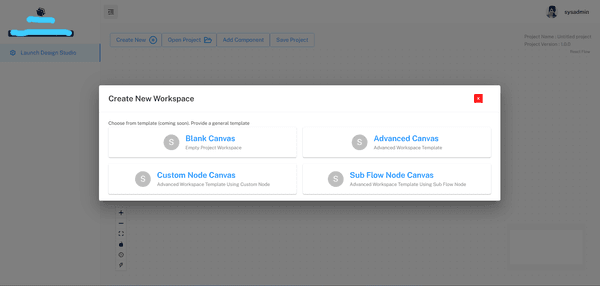 sysadmin
Launch Design Studio
Create New
Open Project
Add Component
Save Project
Project Name : Untitled project
Project Version : 1.0.0
Create New Workspace
x
Choose from template (coming soon). Provide a general template
S
Blank Canvas
Empty Project Workspace
S
Advanced Canvas
Advanced Workspace Template
S
Custom Node Canvas
Advanced Workspace Template Using Custom Node
S
Sub Flow Node Canvas
Advanced Workspace Template Using Sub Flow Node